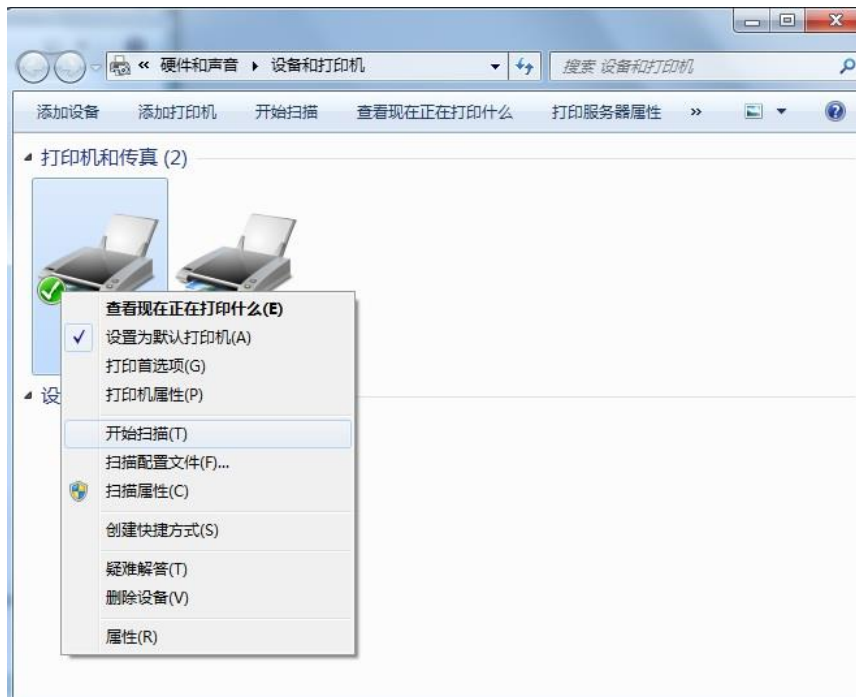 « 硬件和声音 ▸ 设备和打印机
搜索 设备和打印机
添加设备 添加打印机 开始扫描 查看现在正在打印什么 打印服务器属性 »
打印机和传真 (2)
查看现在正在打印什么(E)
设置为默认打印机(A)
打印首选项(G)
打印机属性(P)
设
开始扫描(T)
扫描配置文件(F)...
扫描属性(C)
创建快捷方式(S)
疑难解答(T)
删除设备(V)
属性(R)